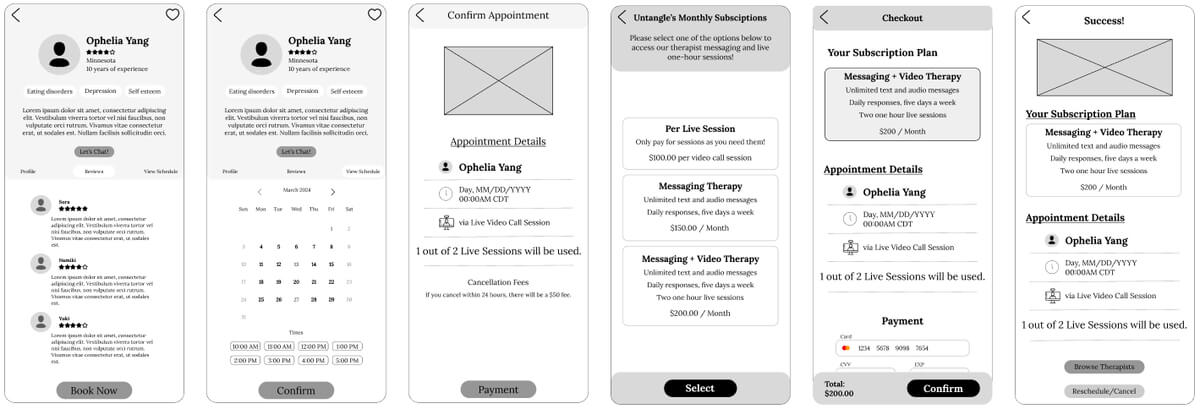 Ophelia Yang
Minnesota
10 years of experience
Eating disorders
Depression
Self esteem
Lorem ipsum dolor sit amet, consectetur adipiscing
elit. Vestibulum viverra tortor vel nisi faucibus, non
vulputate orci rutrum. Vivamus vitae consectetur
erat, ut sodales est. Nullam facilisis sollicitudin orci.
Let's Chat!
Profile
Reviews
View Schedule
Sora
Lorem ipsum dolor sit amet, consectetur
adipiscing elit. Vestibulum viverra tortor vel
nisi faucibus, non vulputate orci rutrum.
Vivamus vitae consectetur erat, ut sodales
est.
Namiki
Lorem ipsum dolor sit amet, consectetur
adipiscing elit. Vestibulum viverra tortor vel
nisi faucibus, non vulputate orci rutrum.
Vivamus vitae consectetur erat, ut sodales
est.
Yuki
Lorem ipsum dolor sit amet, consectetur
adipiscing elit. Vestibulum viverra tortor vel
nisi faucibus, non vulputate orci rutrum.
Vivamus vitae consectetur erat, ut sodales
est.
Book Now
Ophelia Yang
Minnesota
10 years of experience
Eating disorders
Depression
Self esteem
Lorem ipsum dolor sit amet, consectetur adipiscing
elit. Vestibulum viverra tortor vel nisi faucibus, non
vulputate orci rutrum. Vivamus vitae consectetur
erat, ut sodales est. Nullam facilisis sollicitudin orci.
Let's Chat!
Profile
Reviews
View Schedule
March 2024
Sun Mon Tue Wed Thu Fri Sat
1 2
3 4 5 6 7 8 9
10 11 12 13 14 15 16
17 18 19 20 21 22 23
24 25 26 27 28 29 30
31
Times
10:00 AM 11:00 AM 12:00 PM 1:00 PM
2:00 PM 3:00 PM 4:00 PM 5:00 PM
Confirm
Confirm Appointment
Appointment Details
Ophelia Yang
Day, MM/DD/YYYY
00:00AM CDT
via Live Video Call Session
1 out of 2 Live Sessions will be used.
Cancellation Fees
If you cancel within 24 hours, there will be a $50 fee.
Payment
Untangle's Monthly Subsciptions
Please select one of the options below to
access our therapist messaging and live
one-hour sessions!
Per Live Session
Only pay for sessions as you need them!
$100.00 per video call session
Messaging Therapy
Unlimited text and audio messages
Daily responses, five days a week
$150.00 / Month
Messaging + Video Therapy
Unlimited text and audio messages
Daily responses, five days a week
Two one hour live sessions
$200.00 / Month
Select
Checkout
Your Subscription Plan
Messaging + Video Therapy
Unlimited text and audio messages
Daily responses, five days a week
Two one hour live sessions
$200 / Month
Appointment Details
Ophelia Yang
Day, MM/DD/YYYY
00:00AM CDT
via Live Video Call Session
1 out of 2 Live Sessions will be used.
Payment
Card
1234 5678 9098 7654
CVV
EXP
Total:
$200.00
Confirm
Success!
Your Subscription Plan
Messaging + Video Therapy
Unlimited text and audio messages
Daily responses, five days a week
Two one hour live sessions
$200 / Month
Appointment Details
Ophelia Yang
Day, MM/DD/YYYY
00:00AM CDT
via Live Video Call Session
1 out of 2 Live Sessions will be used.
Browse Therapists
Reschedule/Cancel